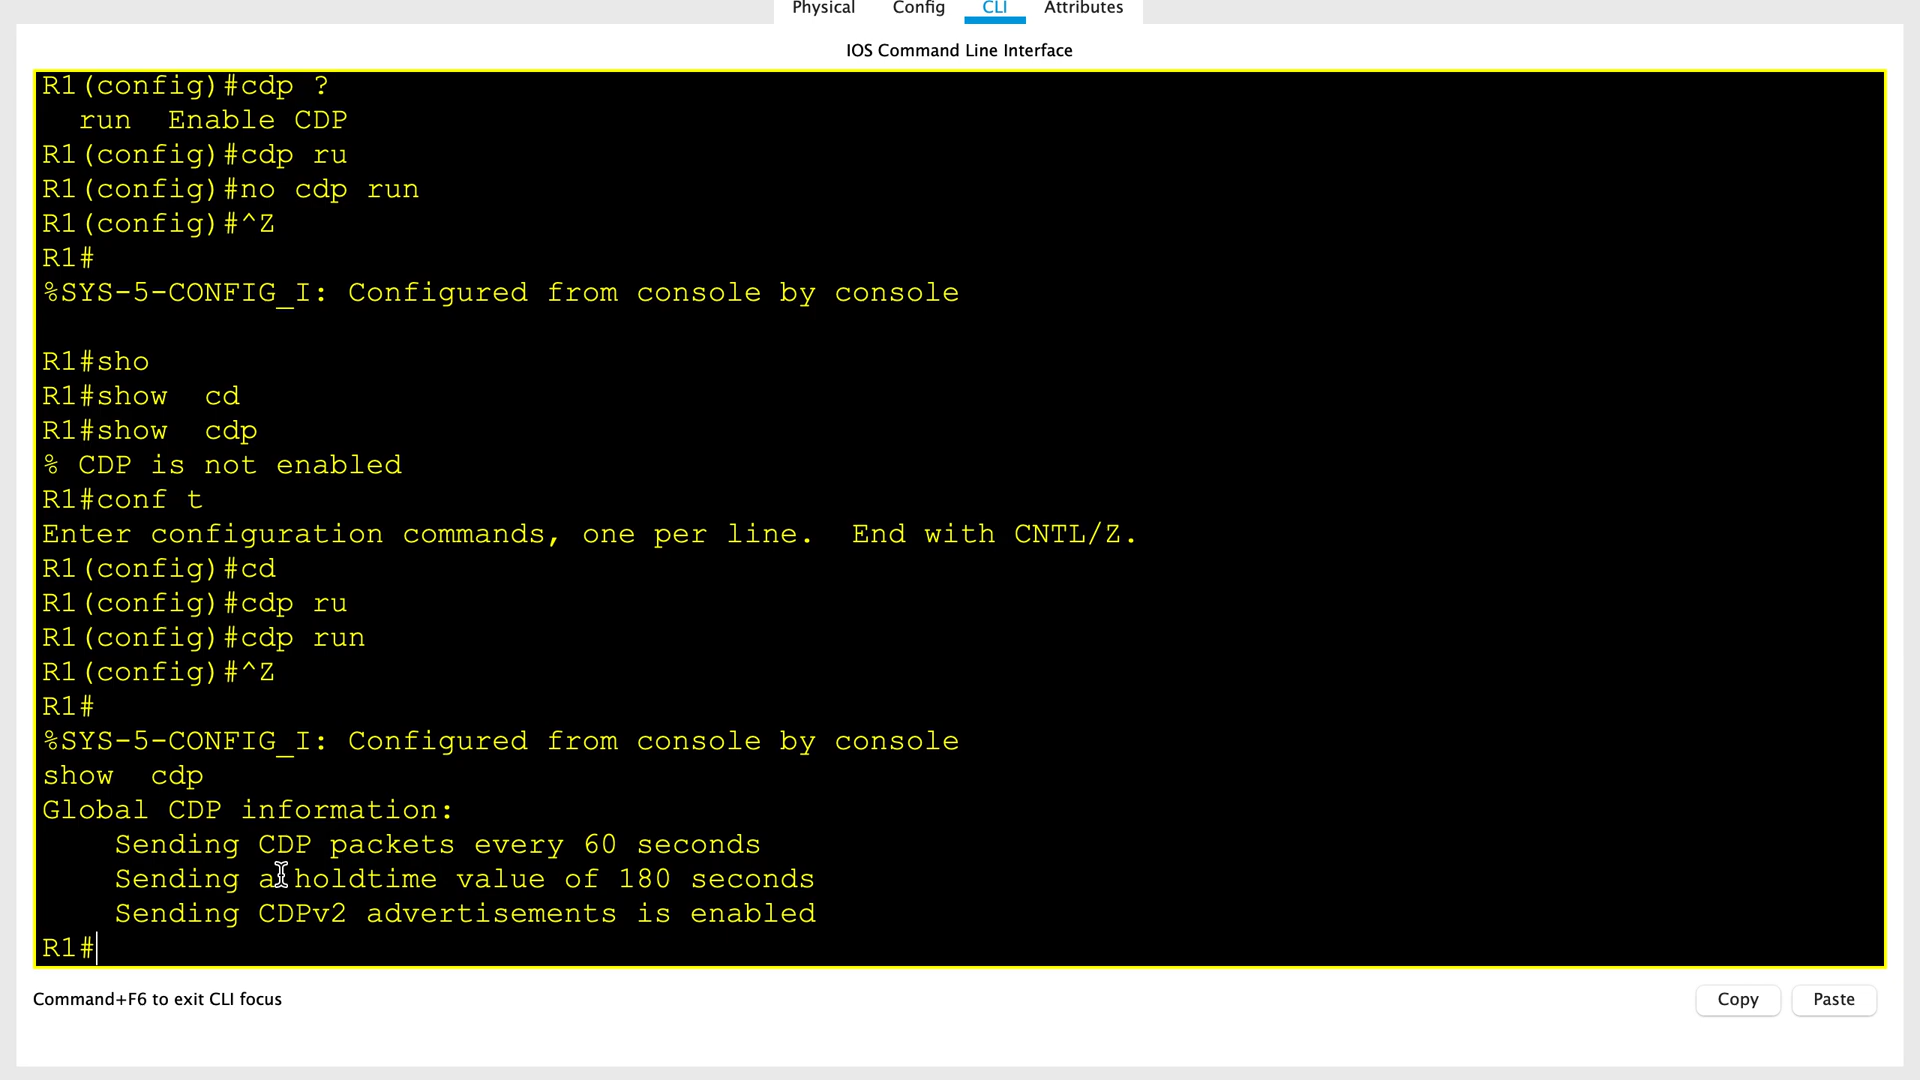 Physical Config CLI Attributes
IOS Command Line Interface
R1(config)#cdp ?
  run  Enable CDP
R1(config)#cdp ru
R1(config)#no cdp run
R1(config)#^Z
R1#
%SYS-5-CONFIG_I: Configured from console by console
R1#sho
R1#show  cd
R1#show  cdp
% CDP is not enabled
R1#conf t
Enter configuration commands, one per line.  End with CNTL/Z.
R1(config)#cd
R1(config)#cdp ru
R1(config)#cdp run
R1(config)#^Z
R1#
%SYS-5-CONFIG_I: Configured from console by console
show  cdp
Global CDP information:
    Sending CDP packets every 60 seconds
    Sending a holdtime value of 180 seconds
    Sending CDPv2 advertisements is enabled
R1#
Command+F6 to exit CLI focus
Copy Paste